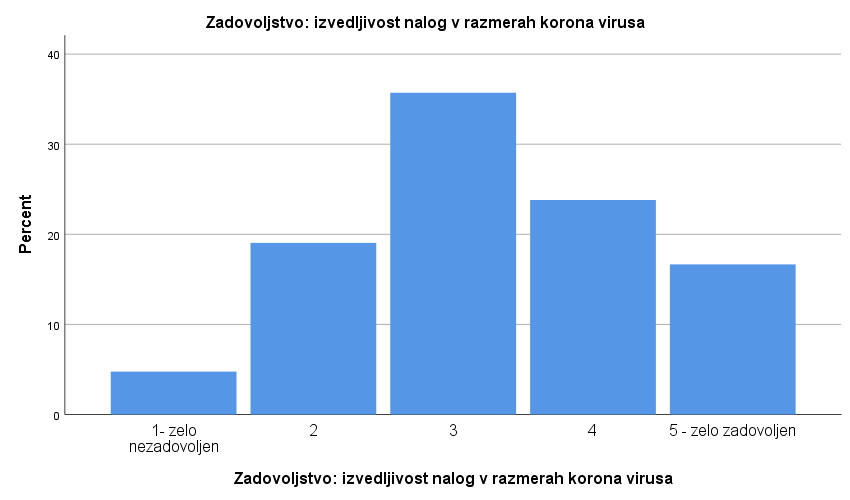 Zadovoljstvo: izvedljivost nalog v razmerah korona virusa
40
30
20
10
0
Percent
1- zelo
nezadovoljen
2
3
4
5 - zelo zadovoljen
Zadovoljstvo: izvedljivost nalog v razmerah korona virusa